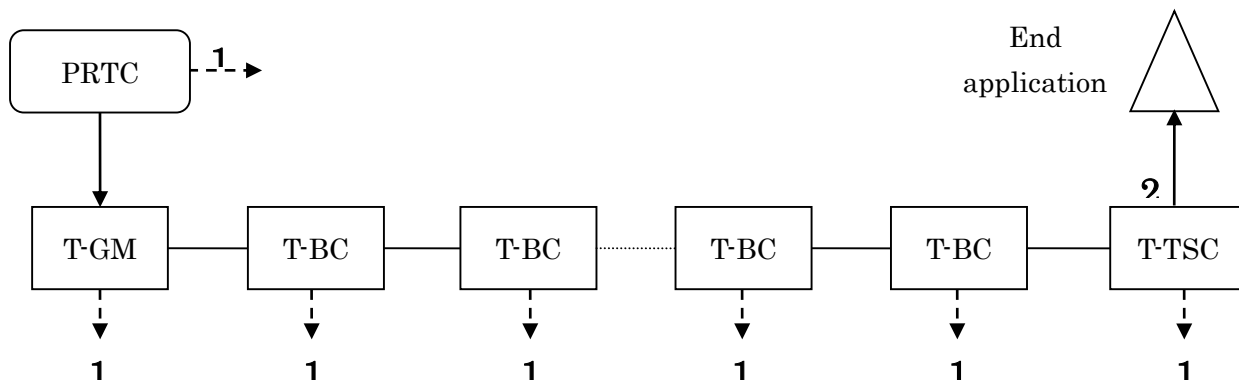 End
1
PRTC
application
2
T-GM T-BC T-BC T-BC T-BC T-TSC
1 1 1 1 1 1